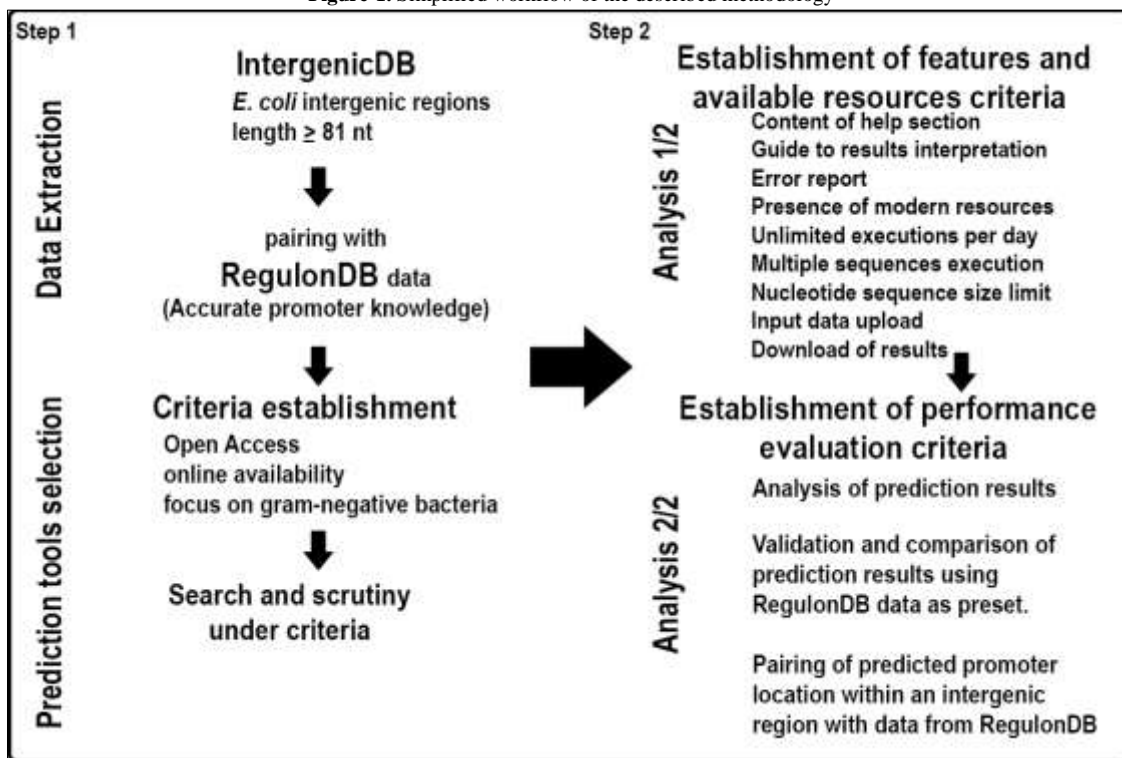 Figure 1. Simplified workflow of the described methodology
Step 1
Data Extraction
IntergenicDB
E. coli intergenic regions
length ≥ 81 nt
pairing with
RegulonDB data
(Accurate promoter knowledge)
Prediction tools selection
Criteria establishment
Open Access
online availability
focus on gram-negative bacteria
Search and scrutiny
under criteria
Step 2
Analysis 1/2
Establishment of features and
available resources criteria
Content of help section
Guide to results interpretation
Error report
Presence of modern resources
Unlimited executions per day
Multiple sequences execution
Nucleotide sequence size limit
Input data upload
Download of results
Analysis 2/2
Establishment of performance
evaluation criteria
Analysis of prediction results
Validation and comparison of
prediction results using
RegulonDB data as preset.
Pairing of predicted promoter
location within an intergenic
region with data from RegulonDB